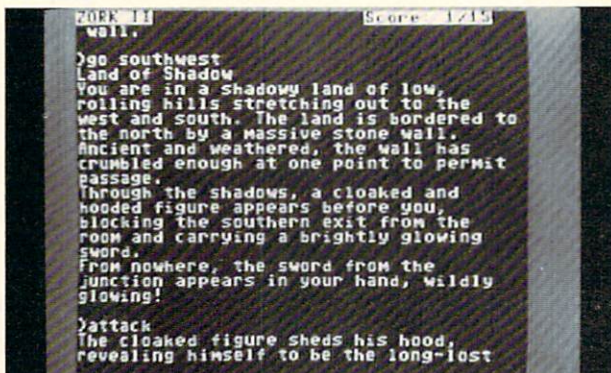 ZORK II Score: 1/15
wall.
>go southwest
Land of Shadow
You are in a shadowy land of low,
rolling hills stretching out to the
west and south. The land is bordered to
the north by a massive stone wall.
Ancient and weathered, the wall has
crumbled enough at one point to permit
passage.
Through the shadows, a cloaked and
hooded figure appears before you,
blocking the southern exit from the
room and carrying a brightly glowing
sword.
From nowhere, the sword from the
junction appears in your hand, wildly
glowing!
>attack
The cloaked figure sheds his hood,
revealing himself to be the long-lost